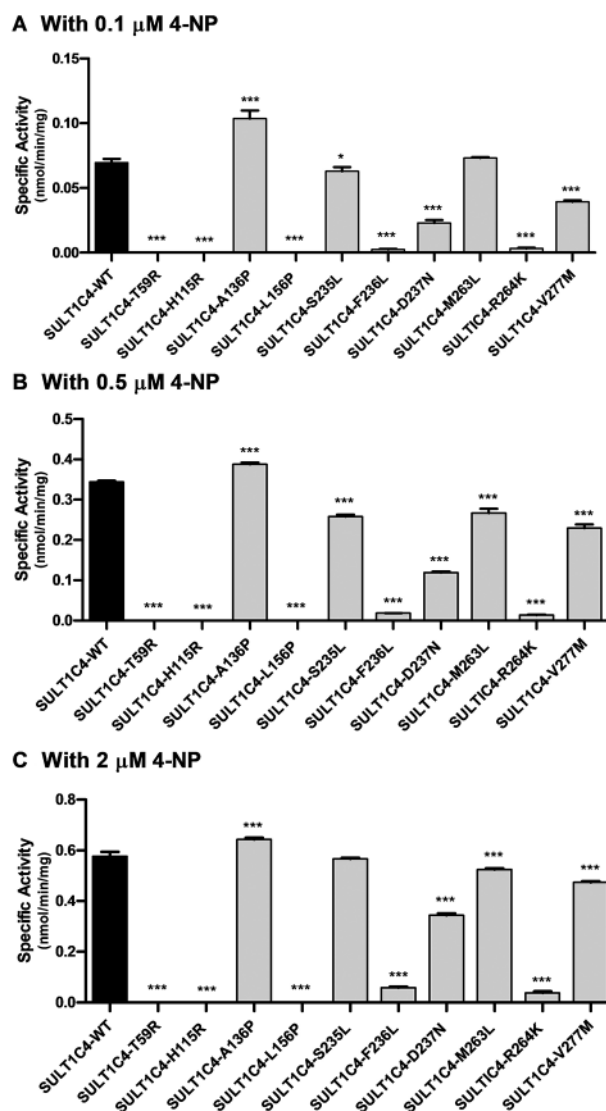 A With 0.1 μM 4-NP
Specific Activity
(nmol/min/mg)
0.15
0.10
0.05
0.00
***
***
***
***
*
***
***
***
***
SULT1C4-WT
SULT1C4-T59R
SULT1C4-H115R
SULT1C4-A136P
SULT1C4-L156P
SULT1C4-S235L
SULT1C4-F236L
SULT1C4-D237N
SULT1C4-M263L
SULT1C4-R264K
SULT1C4-V277M
B With 0.5 μM 4-NP
Specific Activity
(nmol/min/mg)
0.5
0.4
0.3
0.2
0.1
0.0
***
***
***
***
***
***
***
***
***
***
SULT1C4-WT
SULT1C4-T59R
SULT1C4-H115R
SULT1C4-A136P
SULT1C4-L156P
SULT1C4-S235L
SULT1C4-F236L
SULT1C4-D237N
SULT1C4-M263L
SULT1C4-R264K
SULT1C4-V277M
C With 2 μM 4-NP
Specific Activity
(nmol/min/mg)
0.8
0.6
0.4
0.2
0.0
***
***
***
***
***
***
***
***
***
SULT1C4-WT
SULT1C4-T59R
SULT1C4-H115R
SULT1C4-A136P
SULT1C4-L156P
SULT1C4-S235L
SULT1C4-F236L
SULT1C4-D237N
SULT1C4-M263L
SULT1C4-R264K
SULT1C4-V277M